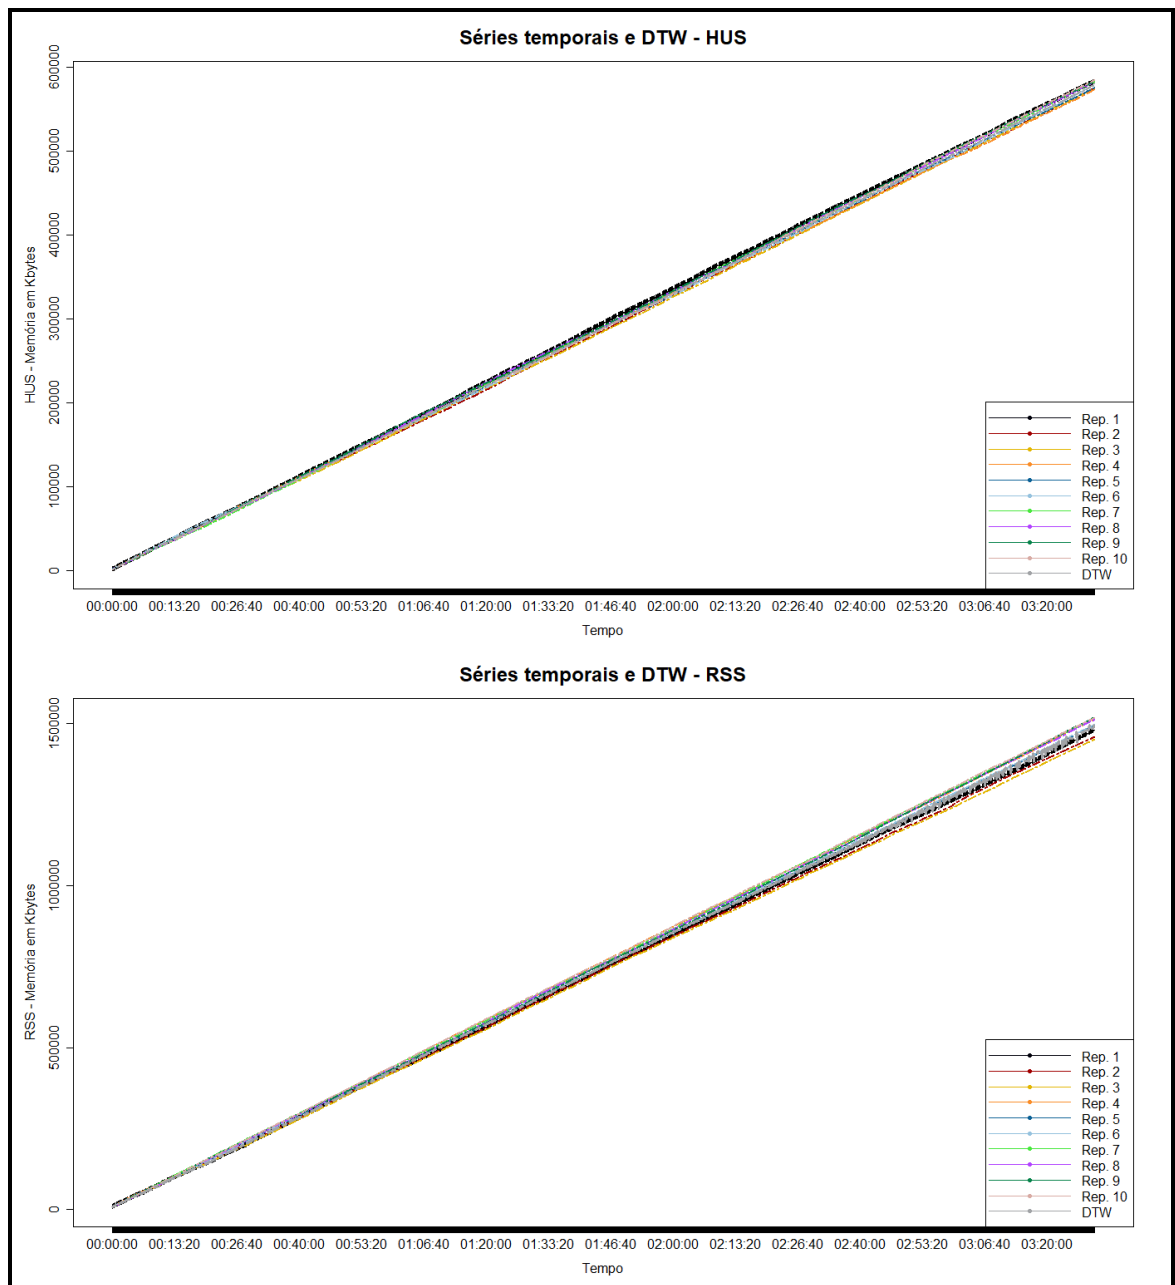 Séries temporais e DTW - HUS
HUS - Memória em Kbytes
600000
500000
400000
300000
200000
100000
0
Rep. 1
Rep. 2
Rep. 3
Rep. 4
Rep. 5
Rep. 6
Rep. 7
Rep. 8
Rep. 9
Rep. 10
DTW
00:00:00 00:13:20 00:26:40 00:40:00 00:53:20 01:06:40 01:20:00 01:33:20 01:46:40 02:00:00 02:13:20 02:26:40 02:40:00 02:53:20 03:06:40 03:20:00
Tempo
Séries temporais e DTW - RSS
RSS - Memória em Kbytes
1500000
1000000
500000
0
Rep. 1
Rep. 2
Rep. 3
Rep. 4
Rep. 5
Rep. 6
Rep. 7
Rep. 8
Rep. 9
Rep. 10
DTW
00:00:00 00:13:20 00:26:40 00:40:00 00:53:20 01:06:40 01:20:00 01:33:20 01:46:40 02:00:00 02:13:20 02:26:40 02:40:00 02:53:20 03:06:40 03:20:00
Tempo